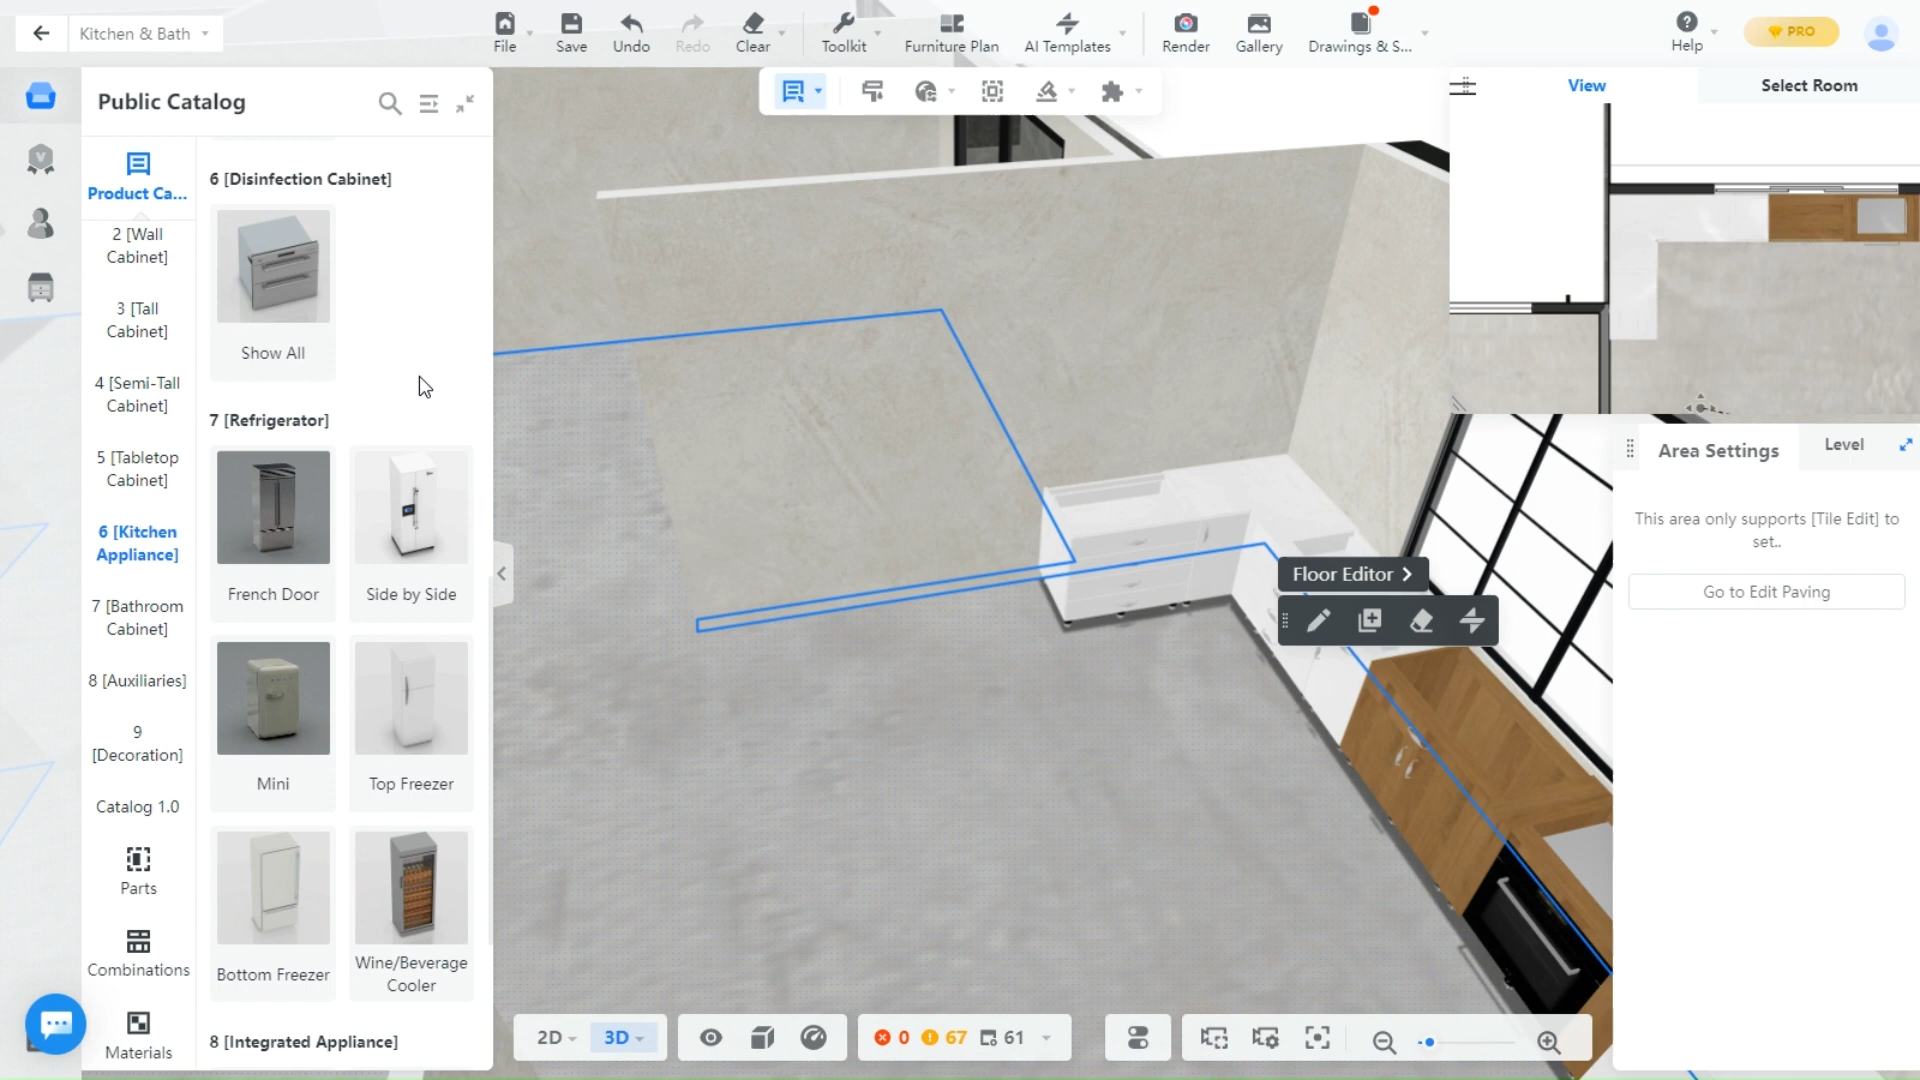 Kitchen & Bath
File
Save
Undo
Redo
Clear
Toolkit
Furniture Plan
AI Templates
Render
Gallery
Drawings & S...
Help
PRO
Public Catalog
Product Ca...
2 [Wall
Cabinet]
3 [Tall
Cabinet]
4 [Semi-Tall
Cabinet]
5 [Tabletop
Cabinet]
6 [Kitchen
Appliance]
7 [Bathroom
Cabinet]
8 [Auxiliaries]
9
[Decoration]
Catalog 1.0
Parts
Combinations
Materials
6 [Disinfection Cabinet]
Show All
7 [Refrigerator]
French Door
Side by Side
Mini
Top Freezer
Bottom Freezer
Wine/Beverage
Cooler
8 [Integrated Appliance]
Floor Editor
View
Select Room
Area Settings
Level
This area only supports [Tile Edit] to
set..
Go to Edit Paving
2D
3D
0
67
61